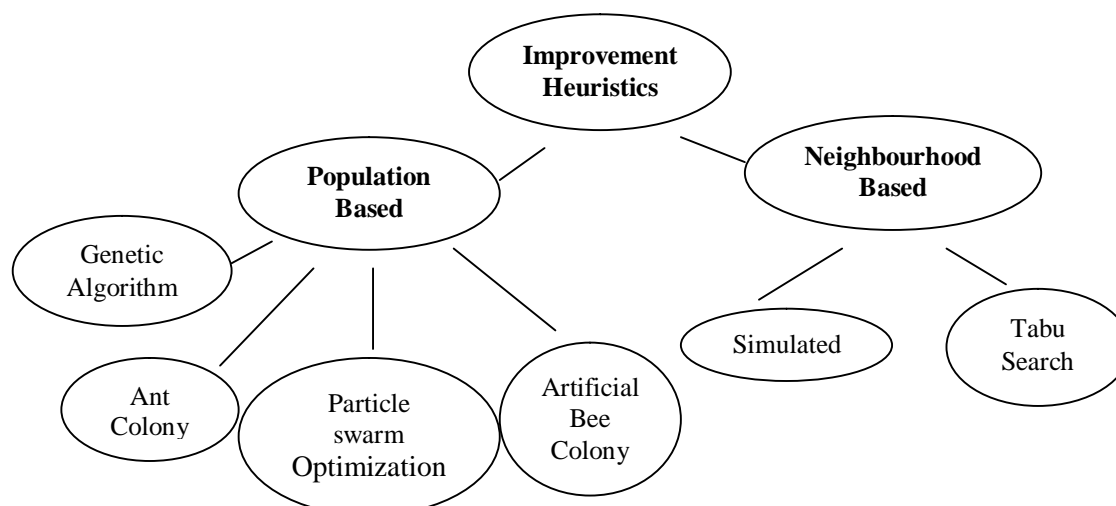 Improvement
Heuristics
Population
Based
Neighbourhood
Based
Genetic
Algorithm
Ant
Colony
Particle
swarm
Optimization
Artificial
Bee
Colony
Simulated
Tabu
Search